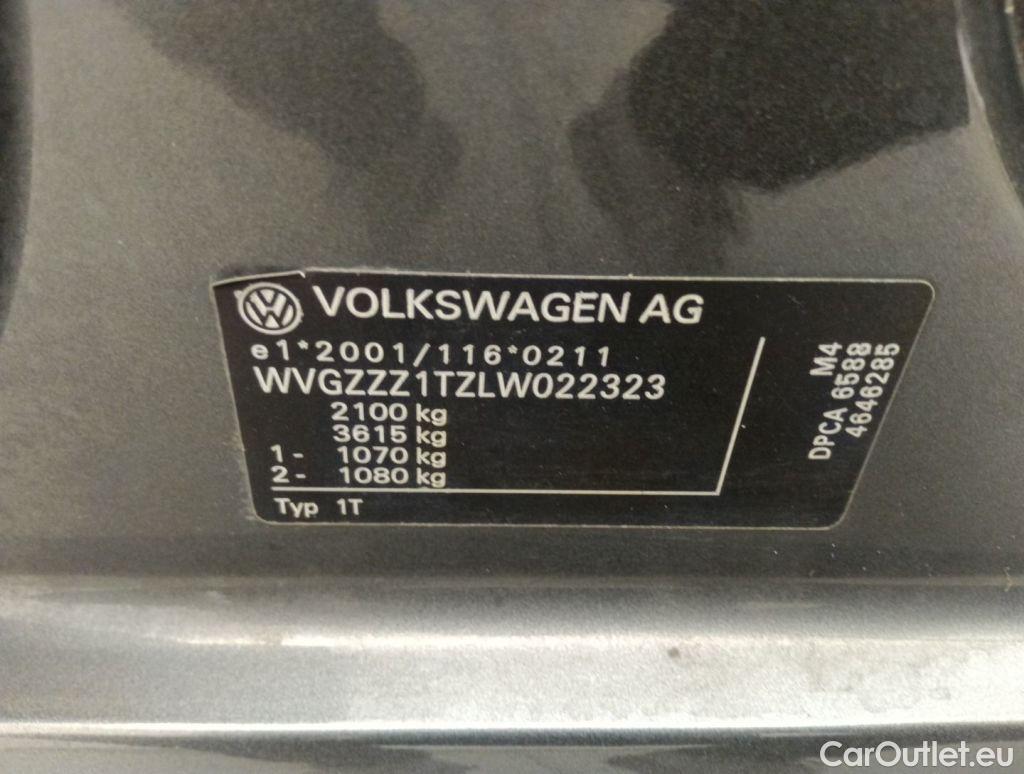 VOLKSWAGEN AG
e1*2001/116*0211
WVGZZZ1TZLW022323
2100 kg
3615 kg
1- 1070 kg
2- 1080 kg
Typ 1T
M4
DPCA 6588
4646285
CarOutlet.eu